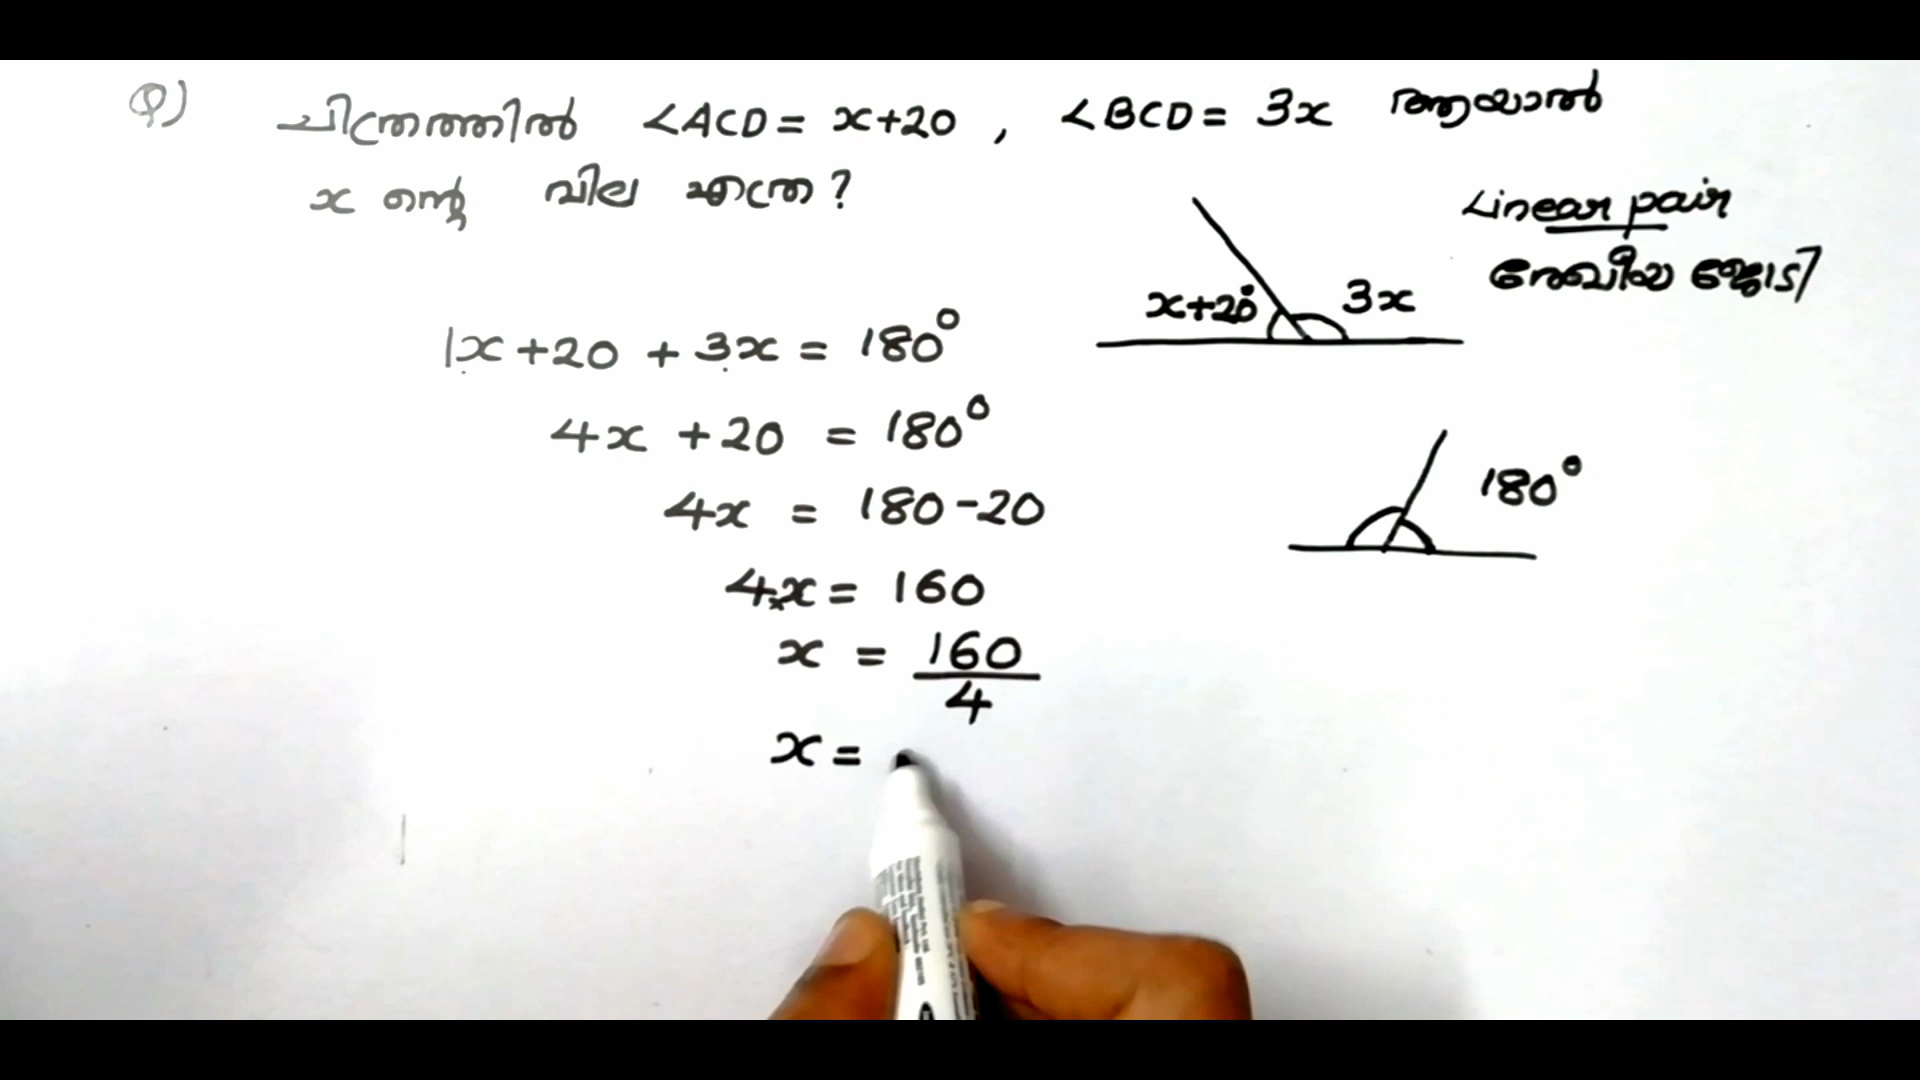 Q) ചിത്രത്തിൽ ∠ACD = x+20 , ∠BCD = 3x ആയാൽ
x ന്റെ വില എത്ര?
Linear pair
രേഖീയ ജോടി
x+20° 3x
1x + 20 + 3x = 180°
4x + 20 = 180°
4x = 180 - 20
180°
4x = 160
x = 160/4
x =